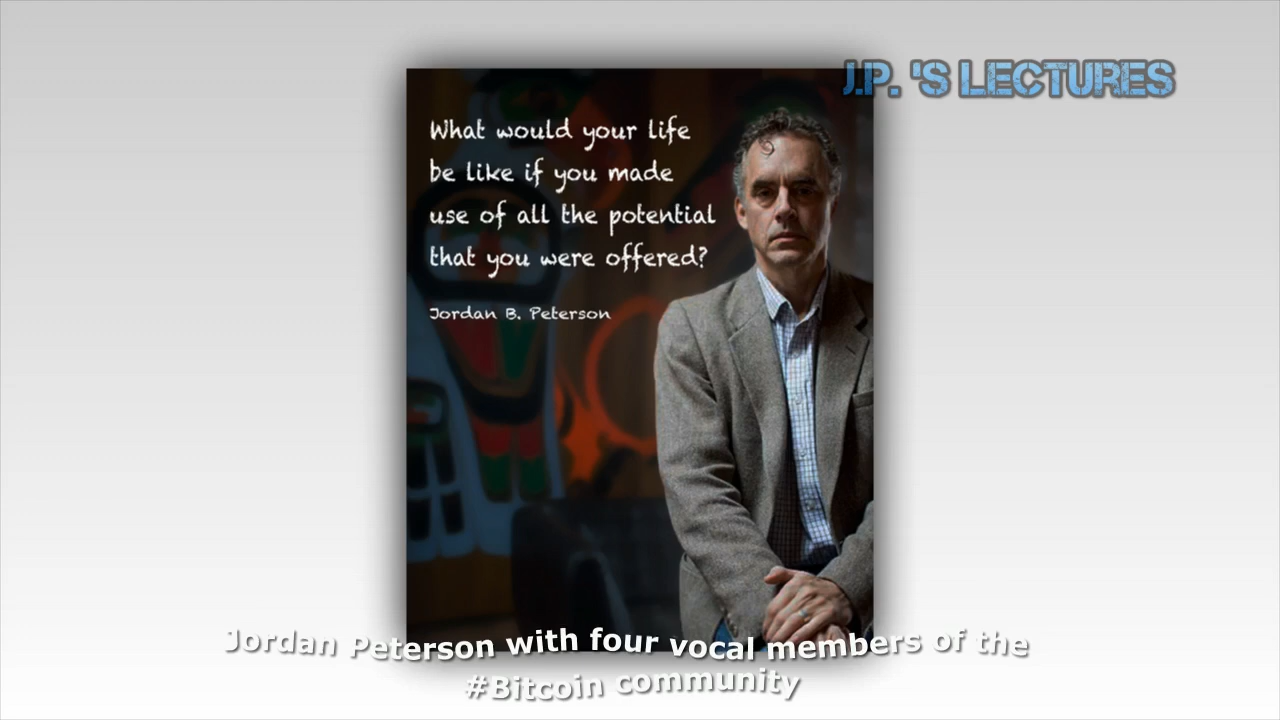 J.P. 'S LECTURES
What would your life
be like if you made
use of all the potential
that you were offered?
Jordan B. Peterson
Jordan Peterson with four vocal members of the
#Bitcoin community